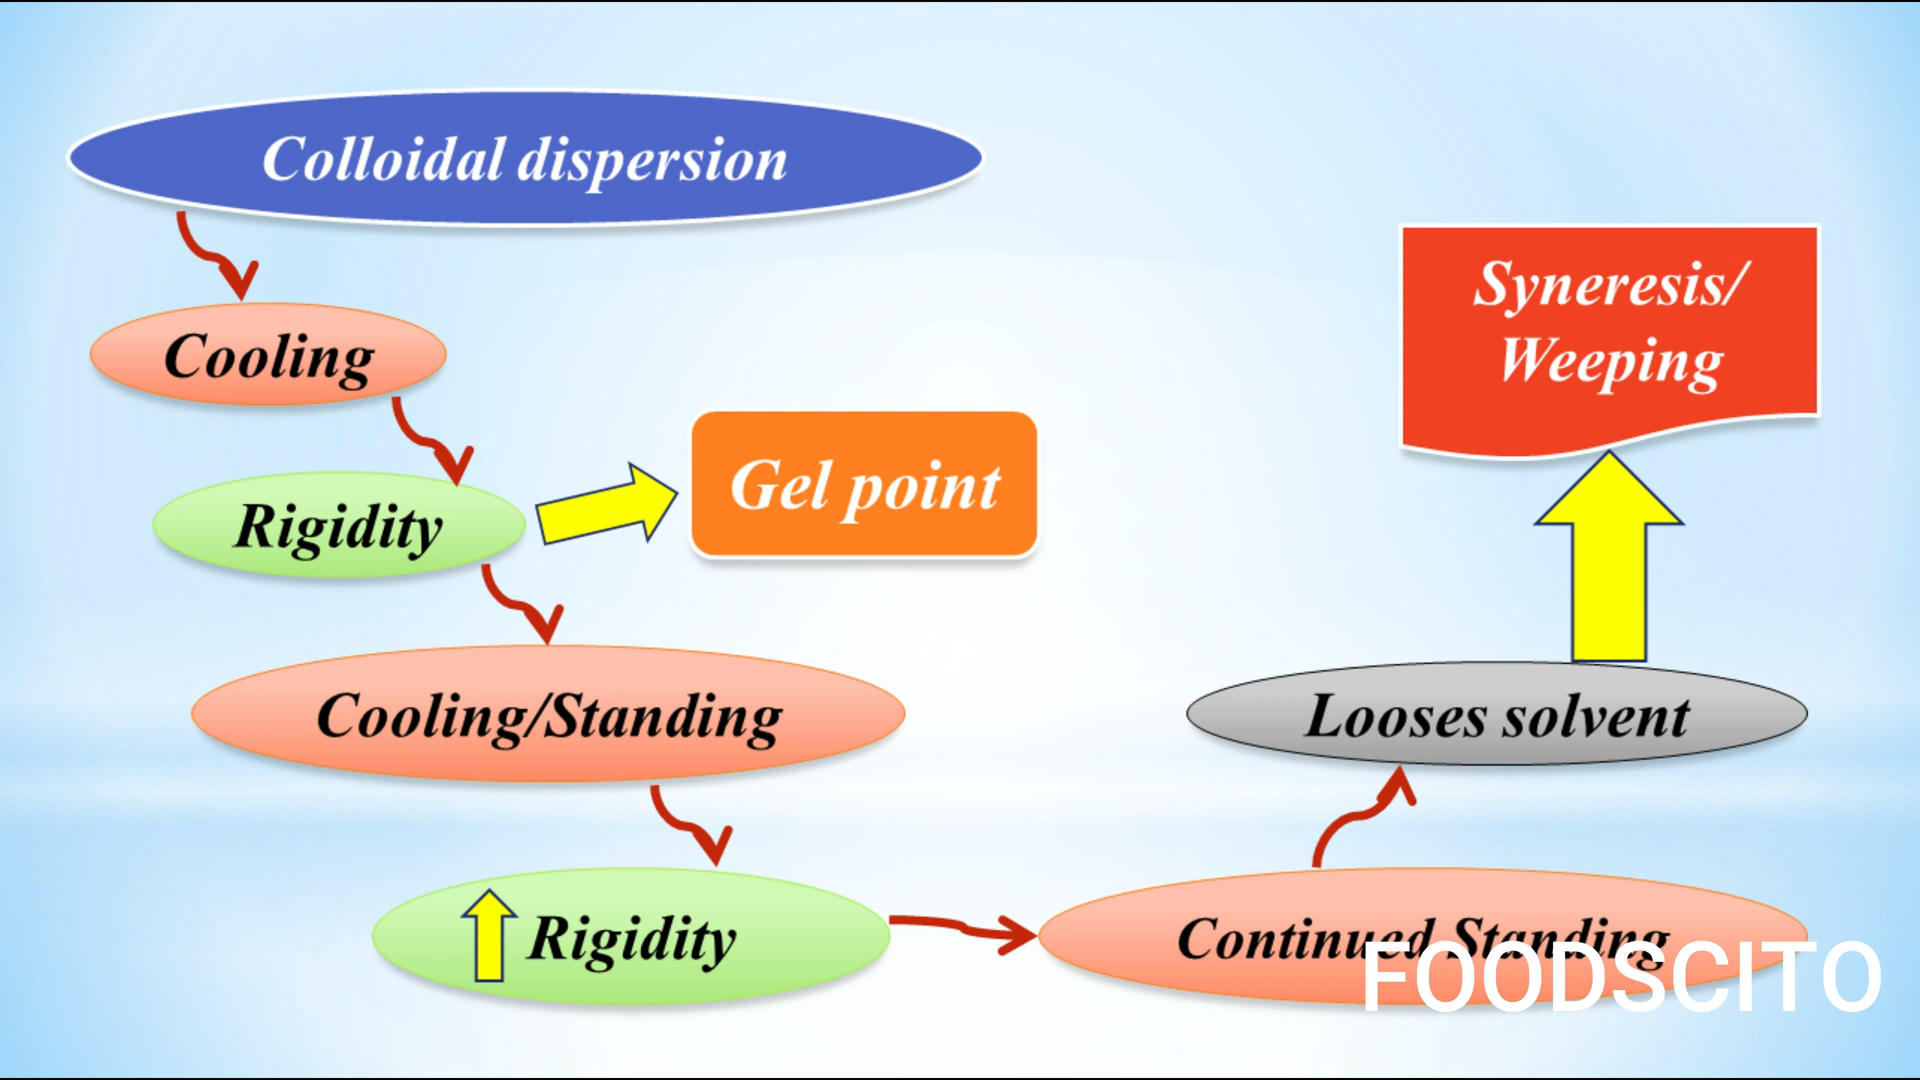 Colloidal dispersion
Cooling
Rigidity
Gel point
Cooling/Standing
Rigidity
Continued Standing
Looses solvent
Syneresis/
Weeping
FOODSCITO